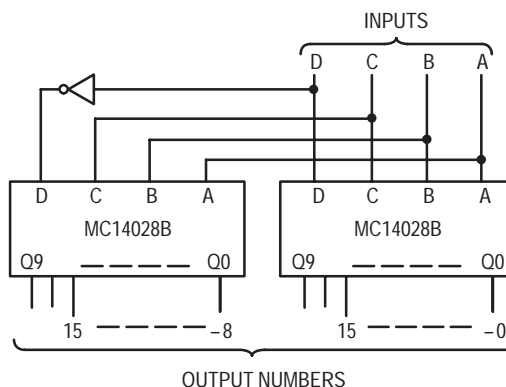 INPUTS
D C B A
D C B A D C B A
MC14028B MC14028B
Q9 Q0 Q9 Q0
15 –8 15 –0
OUTPUT NUMBERS